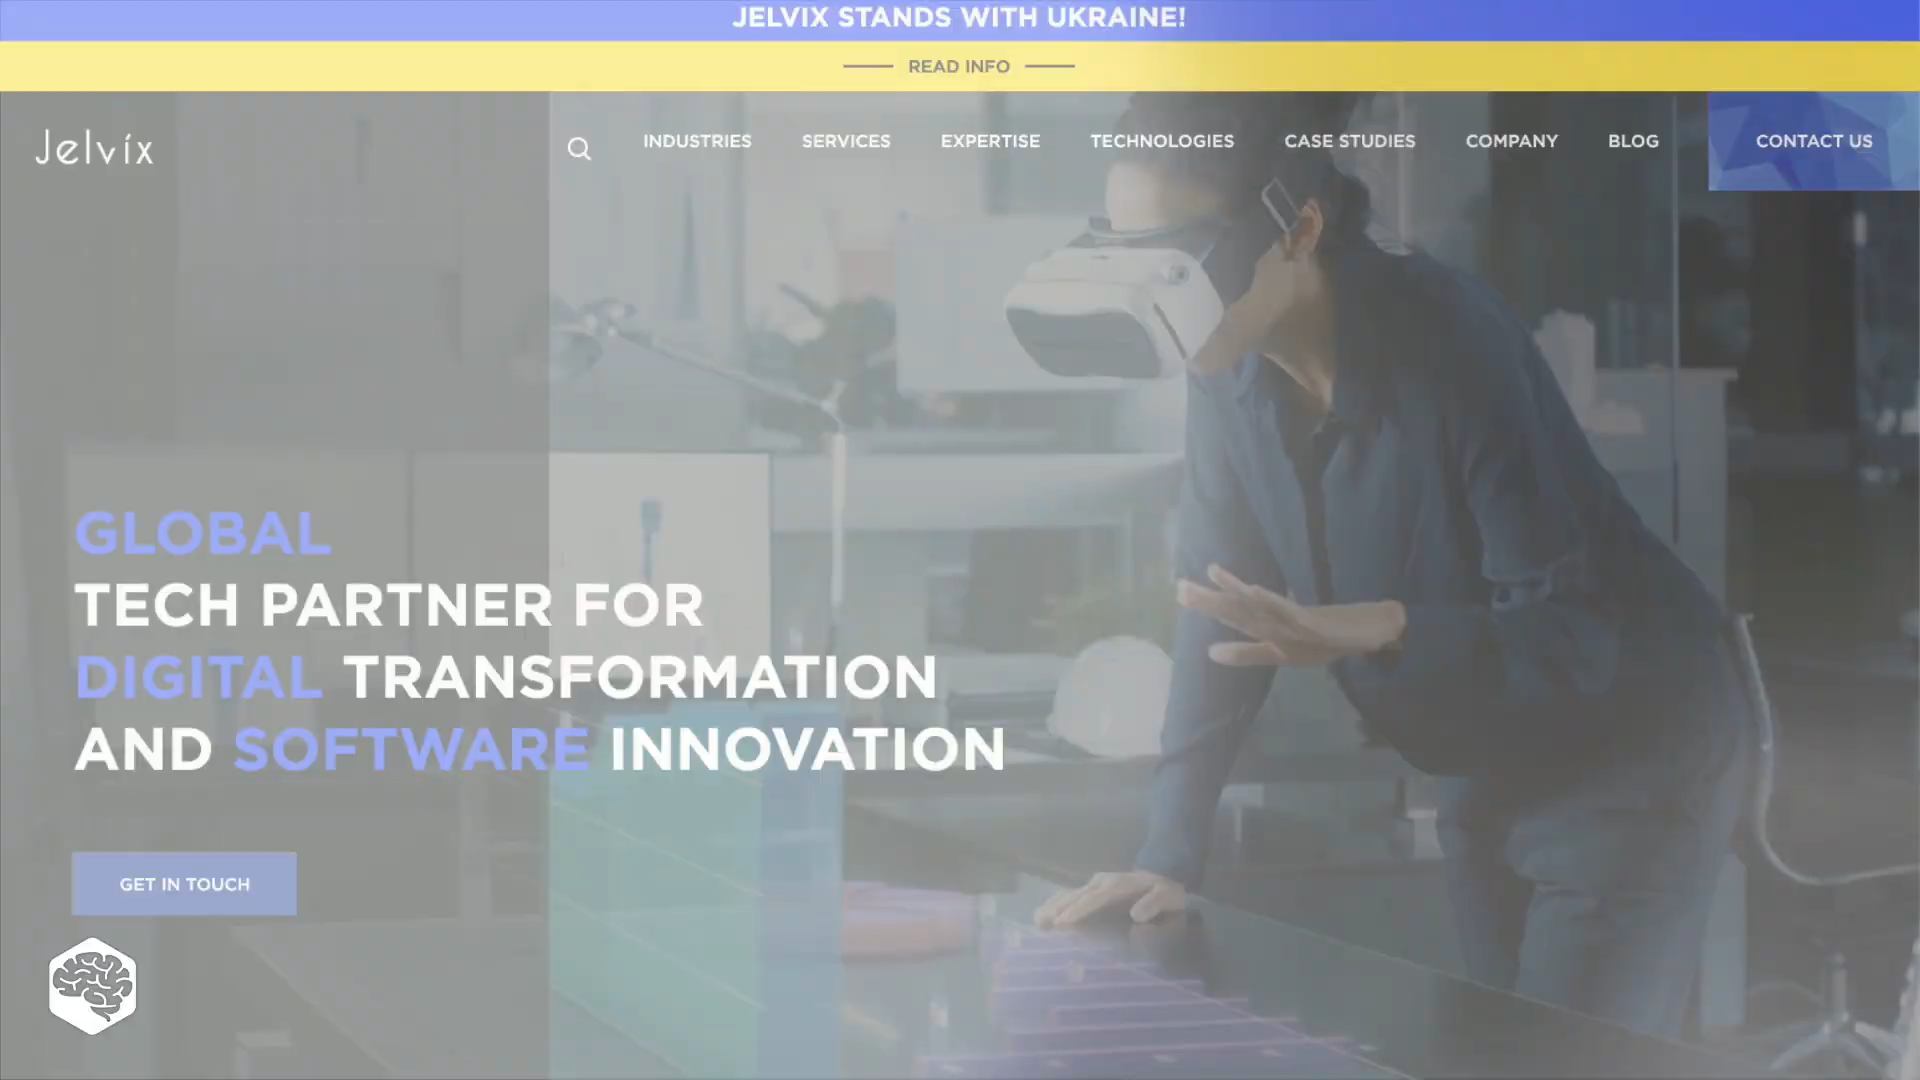 JELVIX STANDS WITH UKRAINE!
READ INFO
Jelvix
INDUSTRIES
SERVICES
EXPERTISE
TECHNOLOGIES
CASE STUDIES
COMPANY
BLOG
CONTACT US
GLOBAL
TECH PARTNER FOR
DIGITAL TRANSFORMATION
AND SOFTWARE INNOVATION
GET IN TOUCH